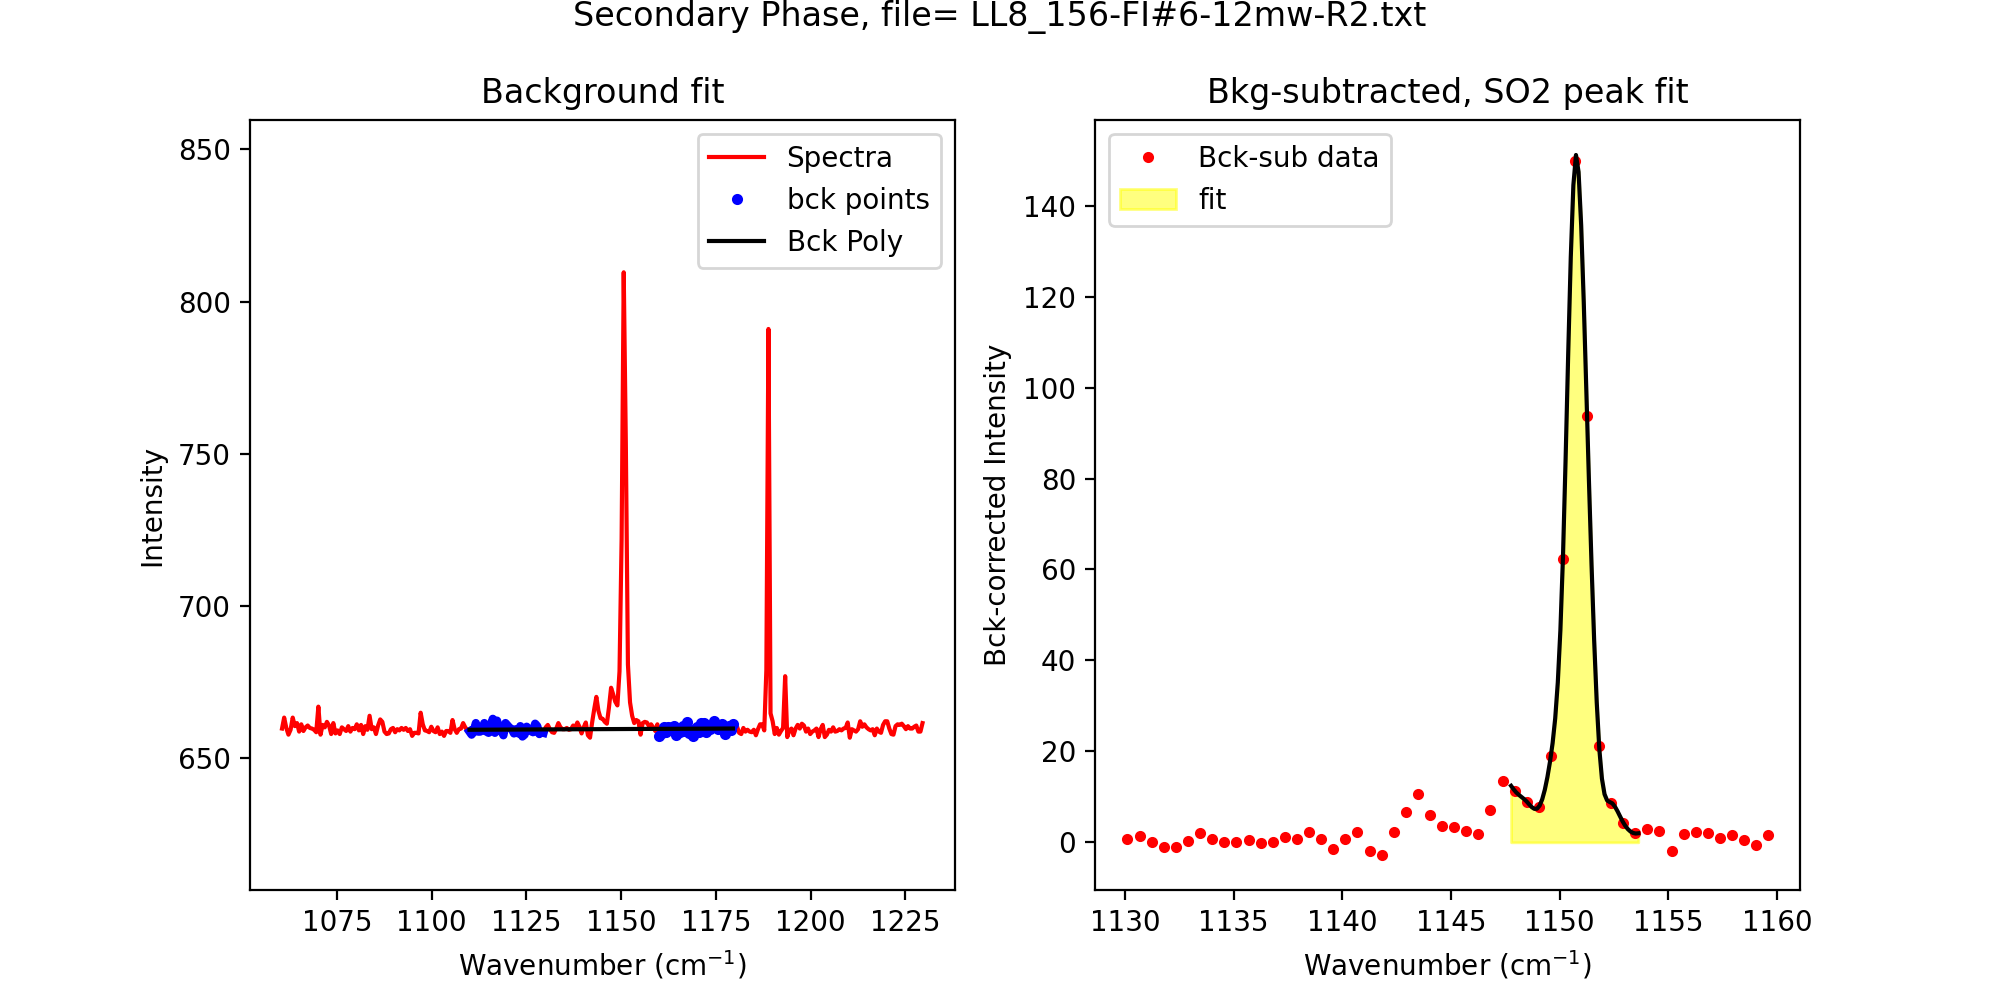 Secondary Phase, file= LL8_156-FI#6-12mw-R2.txt
Background fit
850
800
750
700
650
Intensity
Spectra
bck points
Bck Poly
1075 1100 1125 1150 1175 1200 1225
Wavenumber (cm⁻¹)
Bkg-subtracted, SO2 peak fit
140
120
100
80
60
40
20
0
Bck-corrected Intensity
Bck-sub data
fit
1130 1135 1140 1145 1150 1155 1160
Wavenumber (cm⁻¹)